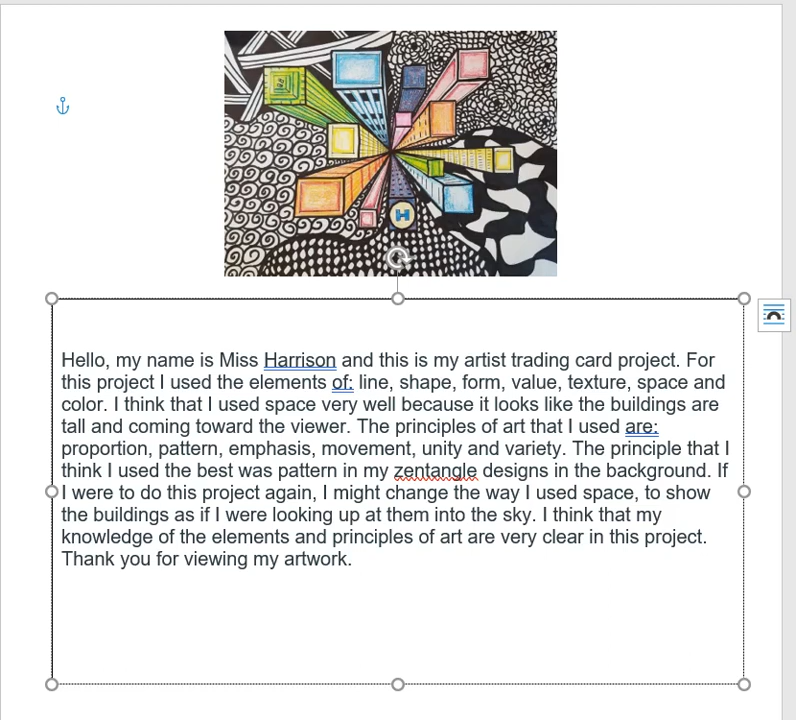 H
Hello, my name is Miss Harrison and this is my artist trading card project. For
this project I used the elements of: line, shape, form, value, texture, space and
color. I think that I used space very well because it looks like the buildings are
tall and coming toward the viewer. The principles of art that I used are:
proportion, pattern, emphasis, movement, unity and variety. The principle that I
think I used the best was pattern in my zentangle designs in the background. If
I were to do this project again, I might change the way I used space, to show
the buildings as if I were looking up at them into the sky. I think that my
knowledge of the elements and principles of art are very clear in this project.
Thank you for viewing my artwork.